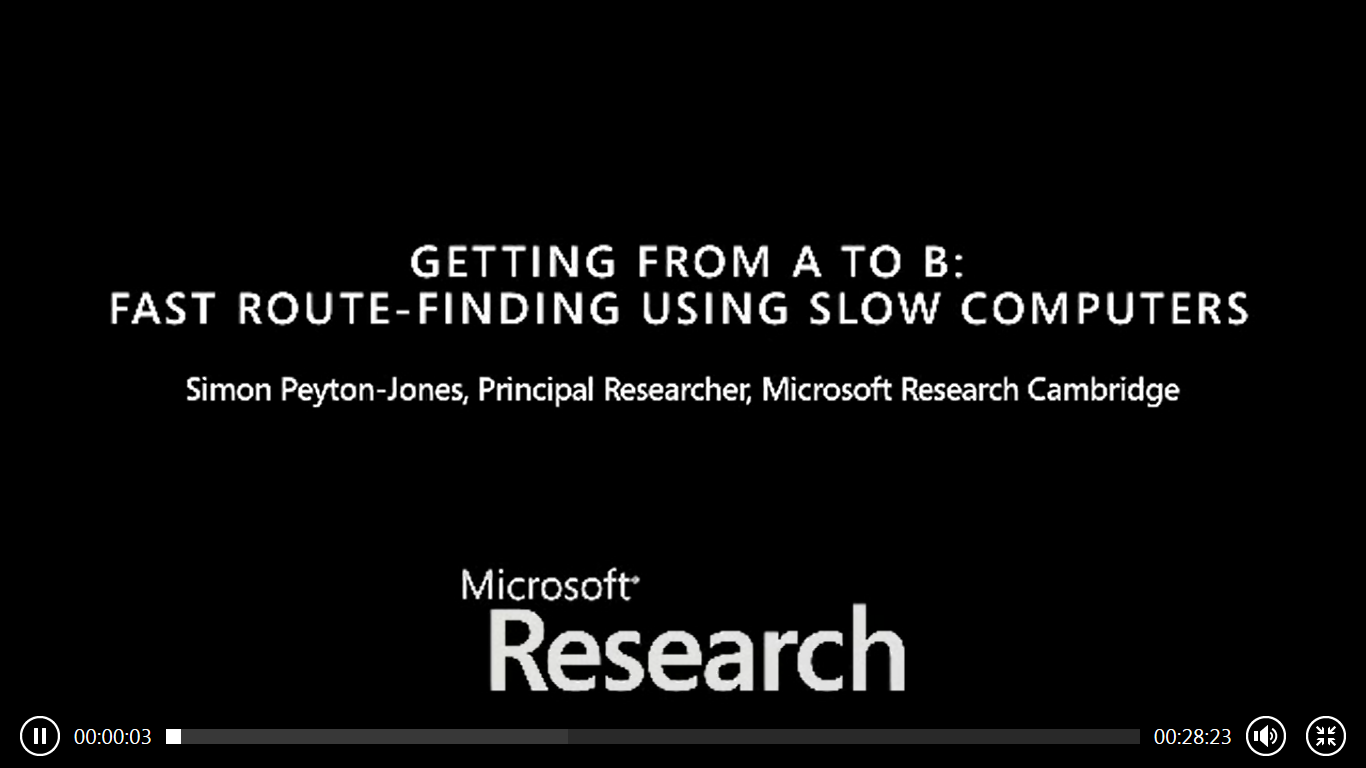 GETTING FROM A TO B:
FAST ROUTE-FINDING USING SLOW COMPUTERS
Simon Peyton-Jones, Principal Researcher, Microsoft Research Cambridge
Microsoft®
Research
00:00:03 00:28:23